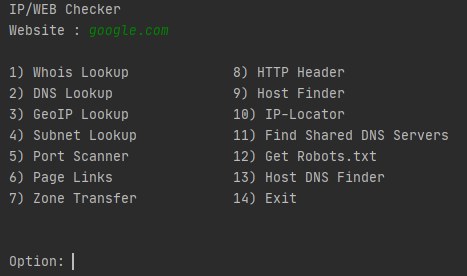 IP/WEB Checker
Website : google.com
1) Whois Lookup 8) HTTP Header
2) DNS Lookup 9) Host Finder
3) GeoIP Lookup 10) IP-Locator
4) Subnet Lookup 11) Find Shared DNS Servers
5) Port Scanner 12) Get Robots.txt
6) Page Links 13) Host DNS Finder
7) Zone Transfer 14) Exit
Option: